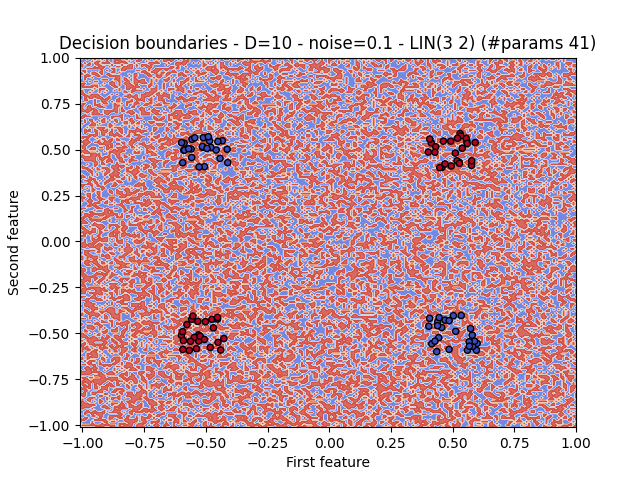 Decision boundaries - D=10 - noise=0.1 - LIN(3 2) (#params 41)
1.00
0.75
0.50
0.25
0.00
−0.25
−0.50
−0.75
−1.00
Second feature
−1.00 −0.75 −0.50 −0.25 0.00 0.25 0.50 0.75 1.00
First feature